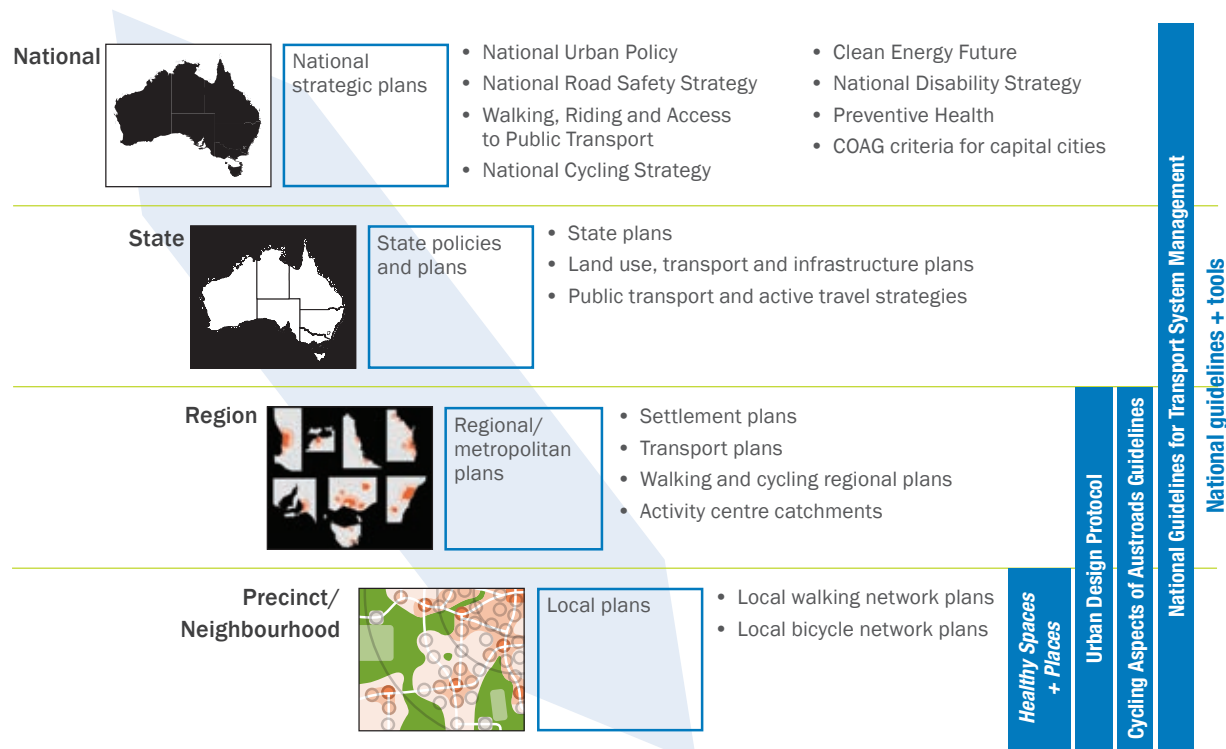 National
National
strategic plans
• National Urban Policy
• National Road Safety Strategy
• Walking, Riding and Access
to Public Transport
• National Cycling Strategy
• Clean Energy Future
• National Disability Strategy
• Preventive Health
• COAG criteria for capital cities
State
State policies
and plans
• State plans
• Land use, transport and infrastructure plans
• Public transport and active travel strategies
Region
Regional/
metropolitan
plans
• Settlement plans
• Transport plans
• Walking and cycling regional plans
• Activity centre catchments
Precinct/
Neighbourhood
Local plans
• Local walking network plans
• Local bicycle network plans
Healthy Spaces
+ Places
Urban Design Protocol
Cycling Aspects of Austroads Guidelines
National Guidelines for Transport System Management
National guidelines + tools